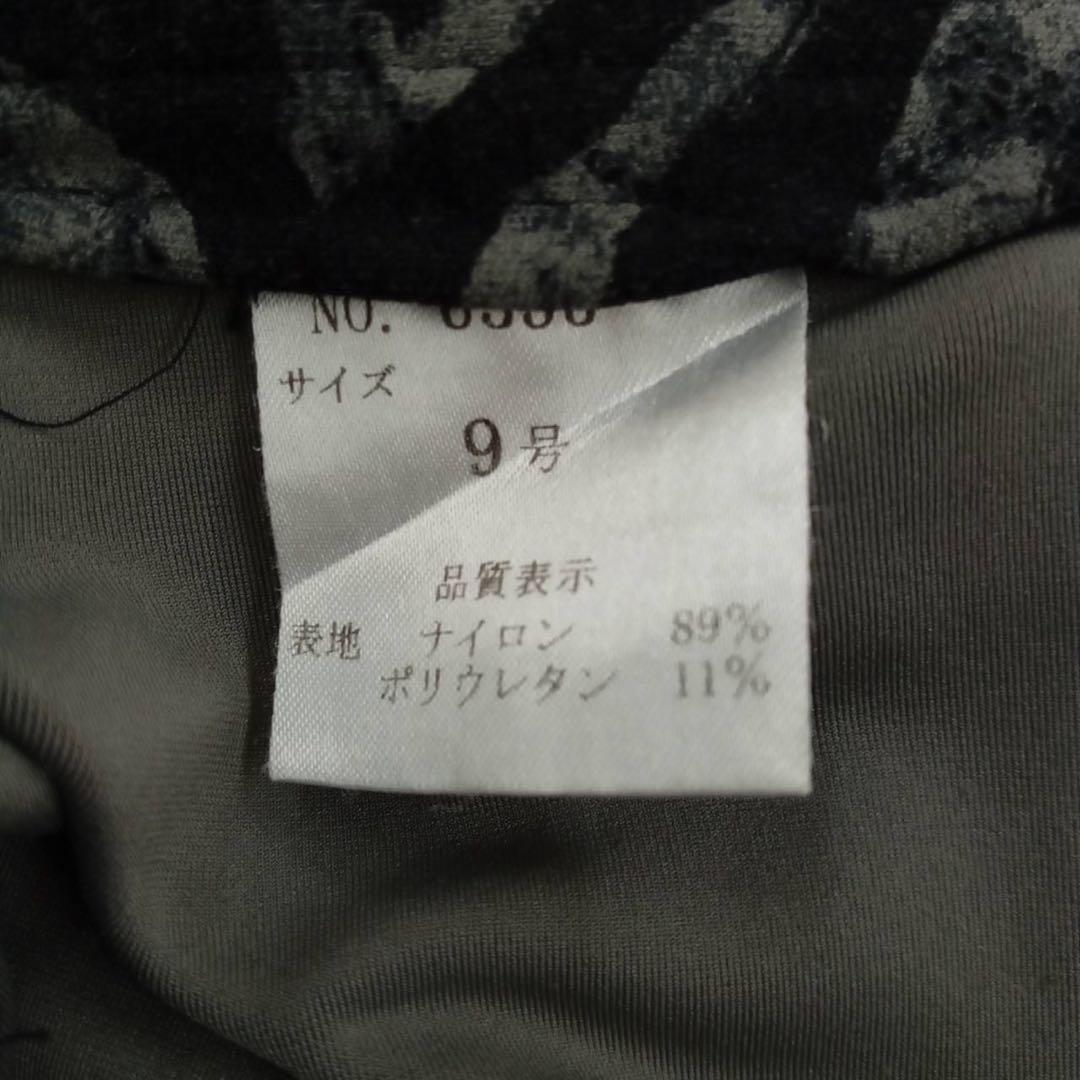 NO.
サイズ
9号
品質表示
表地 ナイロン 89%
ポリウレタン 11%